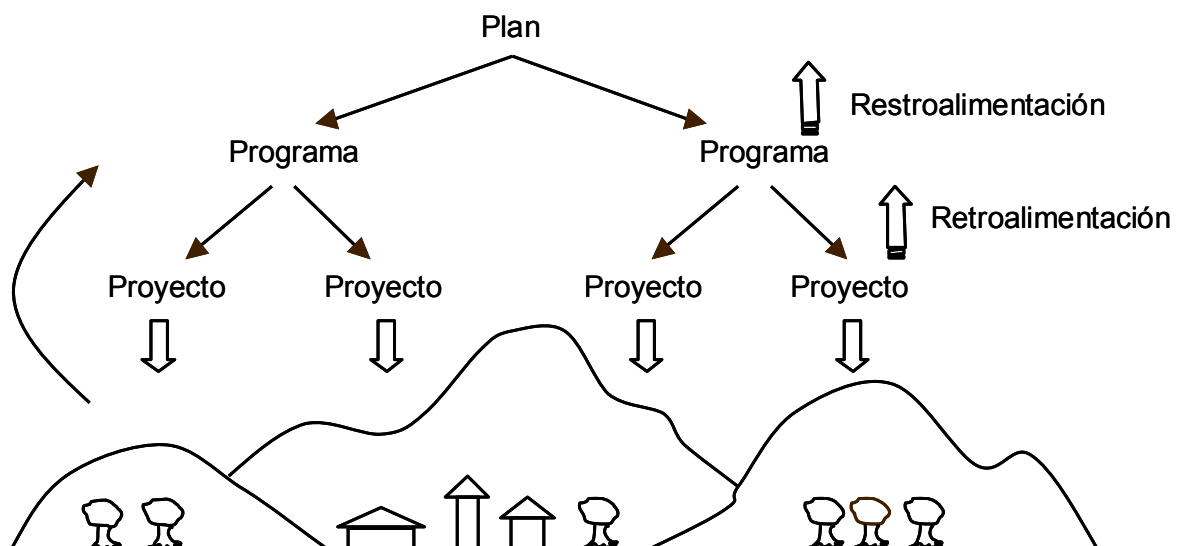 Plan
Restroalimentación
Programa
Programa
Retroalimentación
Proyecto
Proyecto
Proyecto
Proyecto